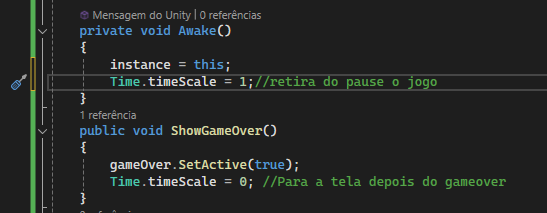 Mensagem do Unity | 0 referências
private void Awake()
{
instance = this;
Time.timeScale = 1;//retira do pause o jogo
}
1 referência
public void ShowGameOver()
{
gameOver.SetActive(true);
Time.timeScale = 0; //Para a tela depois do gameover
}